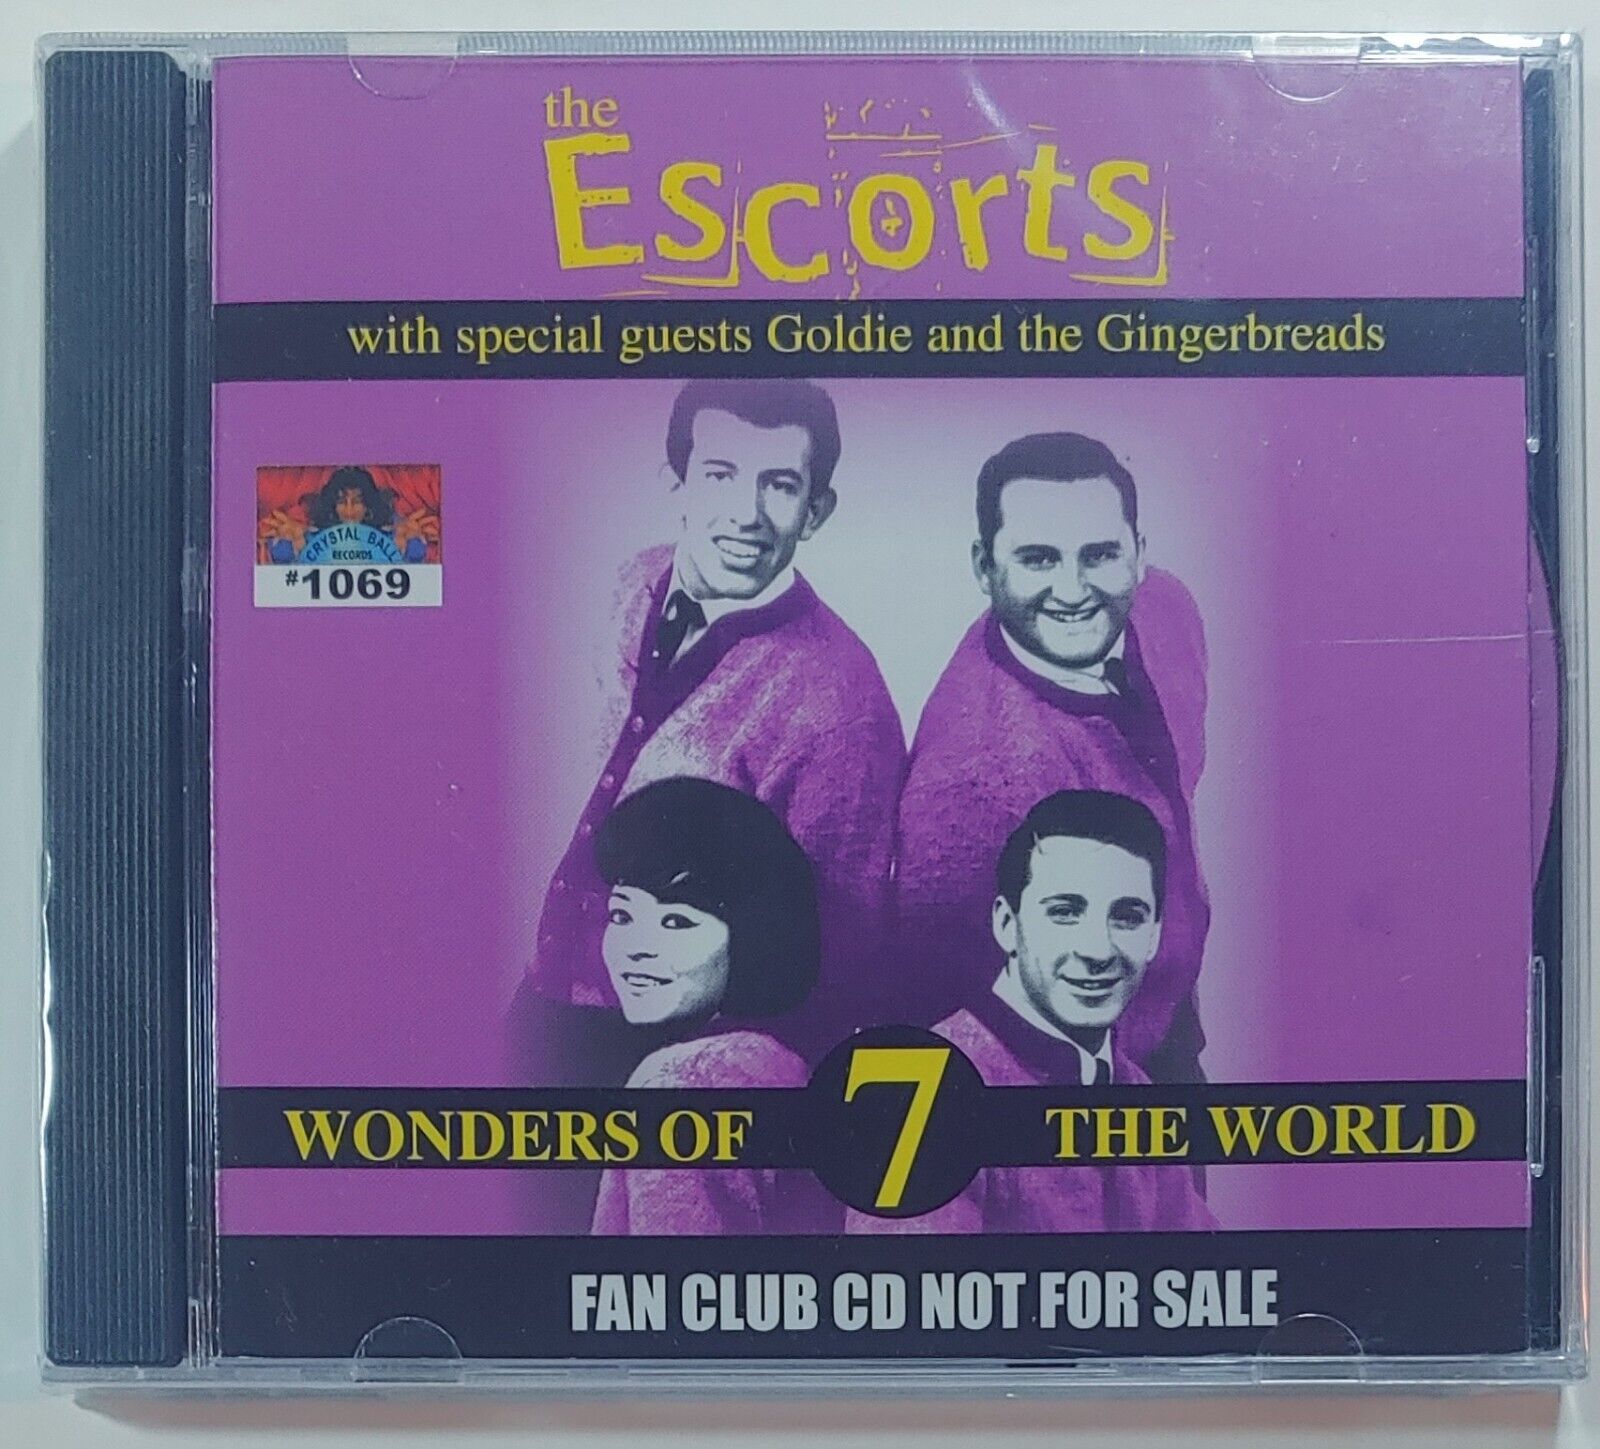 the
Escorts
with special guests Goldie and the Gingerbreads
CRYSTAL BALL
RECORDS
#1069
WONDERS OF 7 THE WORLD
FAN CLUB CD NOT FOR SALE